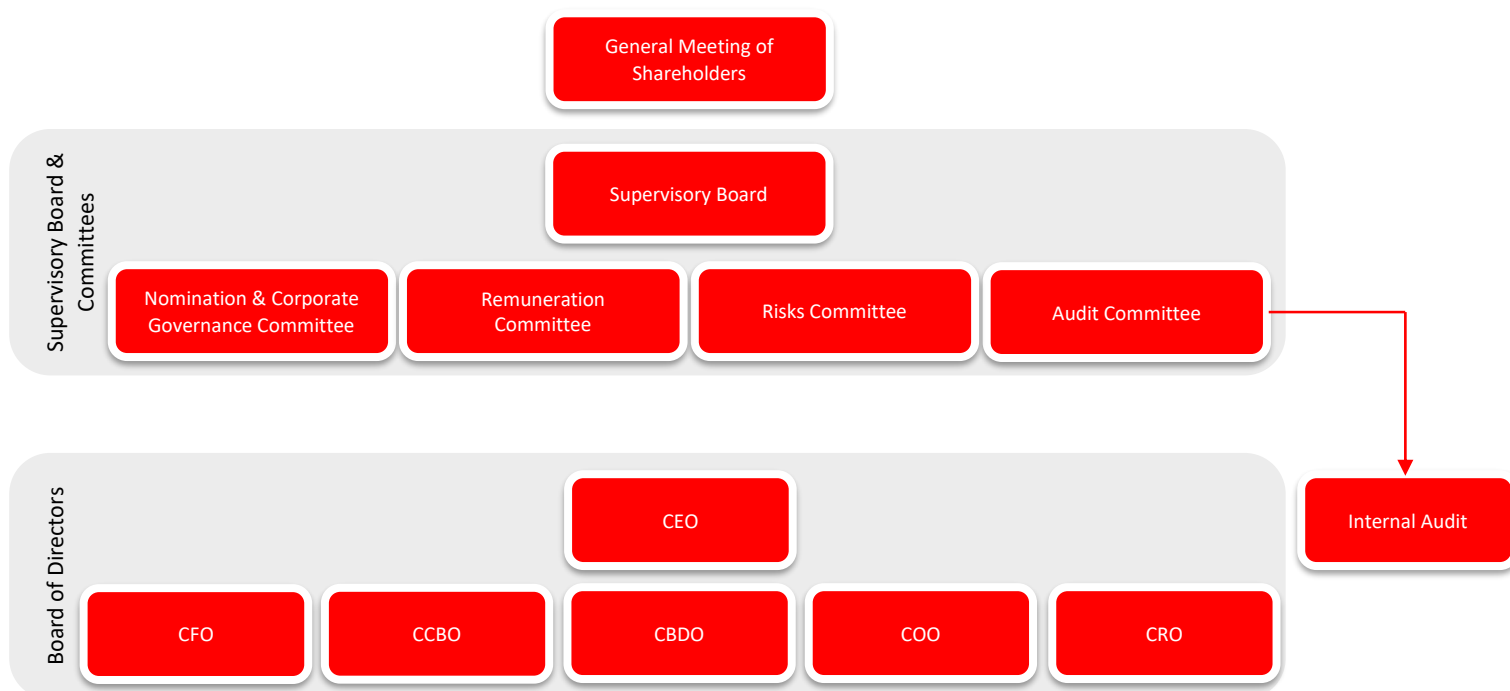 General Meeting of
Shareholders
Supervisory Board &
Committees
Supervisory Board
Nomination & Corporate
Governance Committee
Remuneration
Committee
Risks Committee
Audit Committee
Board of Directors
CEO
Internal Audit
CFO
CCBO
CBDO
COO
CRO